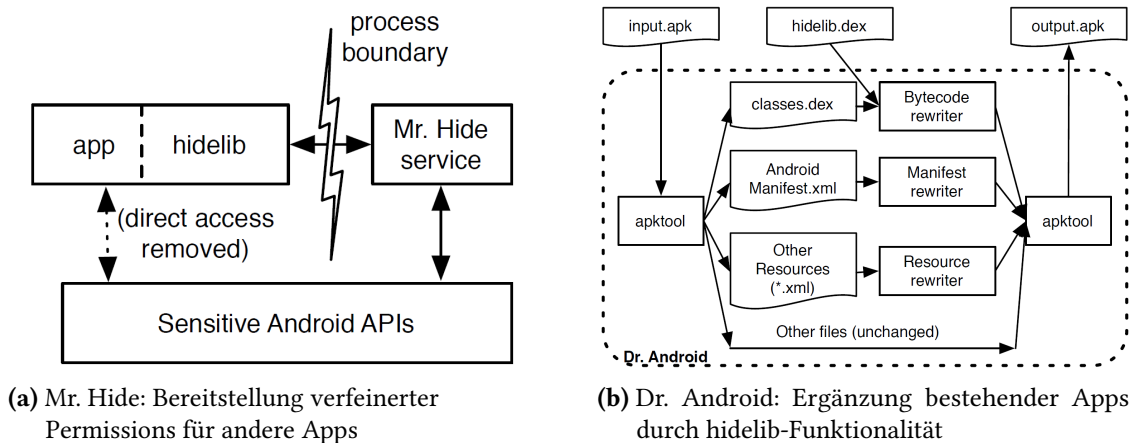 process
boundary
app
hidelib
Mr. Hide
service
(direct access
removed)
Sensitive Android APIs
(a) Mr. Hide: Bereitstellung verfeinerter
Permissions für andere Apps
input.apk
hidelib.dex
output.apk
classes.dex
Bytecode
rewriter
Android
Manifest.xml
Manifest
rewriter
apktool
apktool
Other
Resources
(*.xml)
Resource
rewriter
Other files (unchanged)
Dr. Android
(b) Dr. Android: Ergänzung bestehender Apps
durch hidelib-Funktionalität